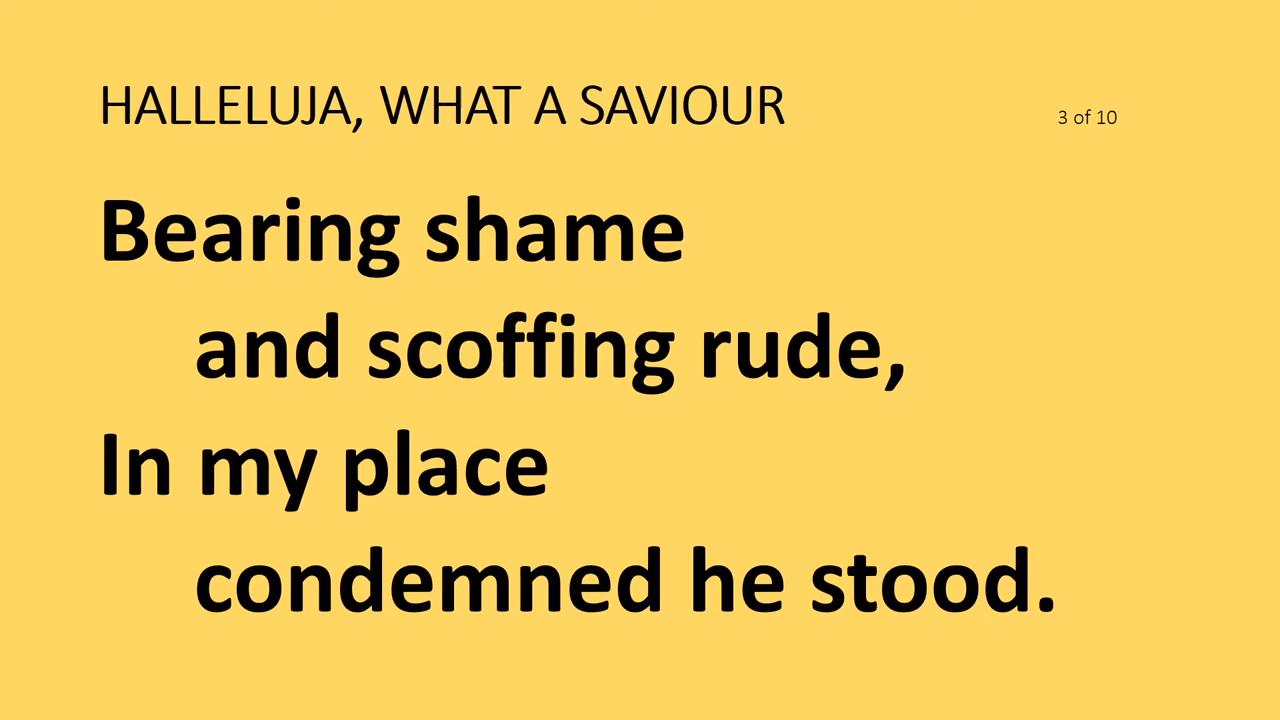 HALLELUJA, WHAT A SAVIOUR 3 of 10
Bearing shame
and scoffing rude,
In my place
condemned he stood.